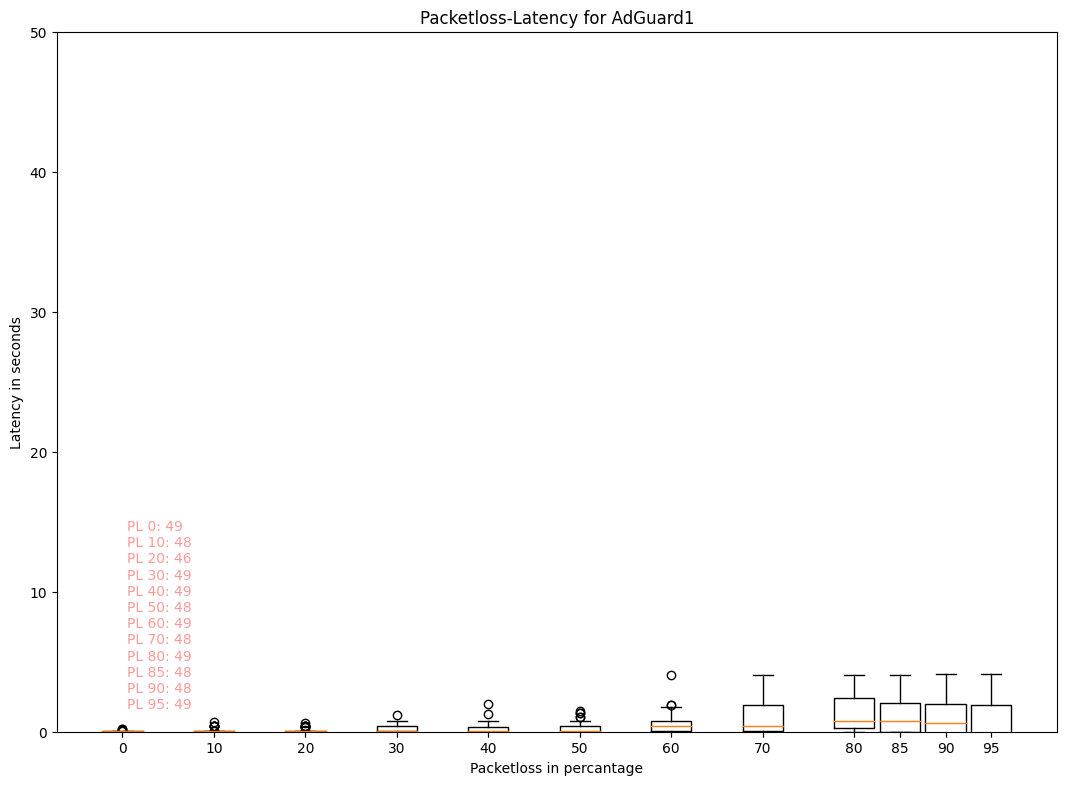 Packetloss-Latency for AdGuard1
50
40
30
20
10
0
Latency in seconds
PL 0: 49
PL 10: 48
PL 20: 46
PL 30: 49
PL 40: 49
PL 50: 48
PL 60: 49
PL 70: 48
PL 80: 49
PL 85: 48
PL 90: 48
PL 95: 49
0 10 20 30 40 50 60 70 80 85 90 95
Packetloss in percantage